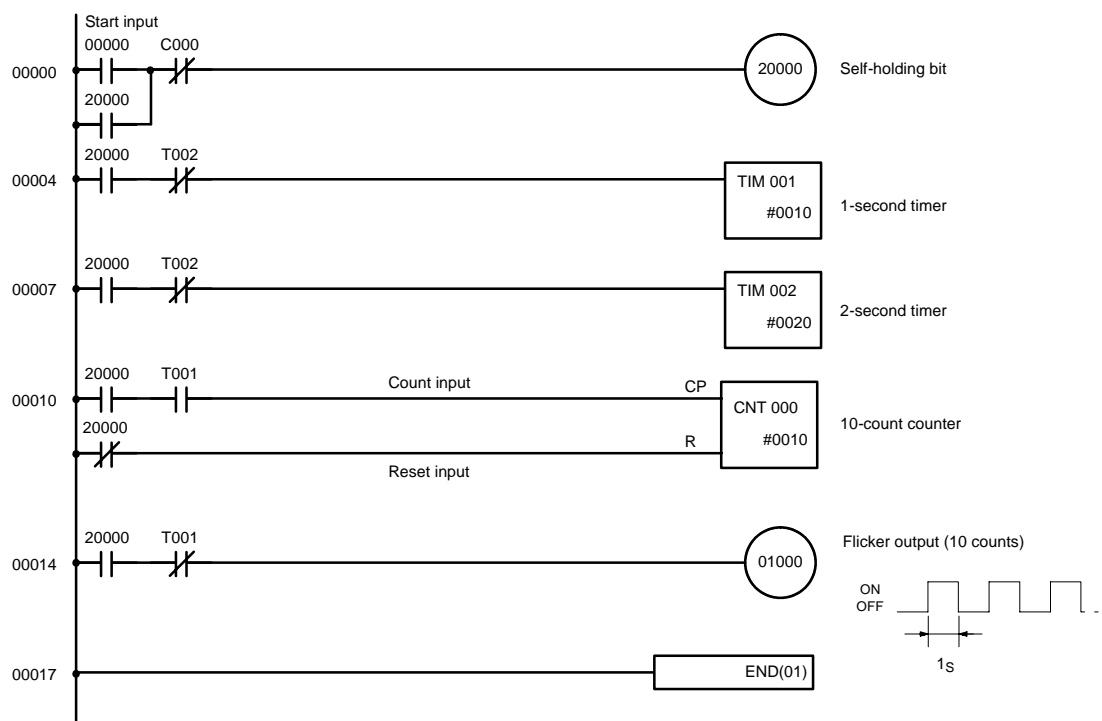 Start input
00000 C000
00000
20000 Self-holding bit
20000
20000 T002
00004
TIM 001
#0010
1-second timer
20000 T002
00007
TIM 002
#0020
2-second timer
20000 T001
00010
Count input
CP
CNT 000
#0010
10-count counter
20000
R
Reset input
20000 T001
00014
01000
Flicker output (10 counts)
ON
OFF
1S
00017
END(01)